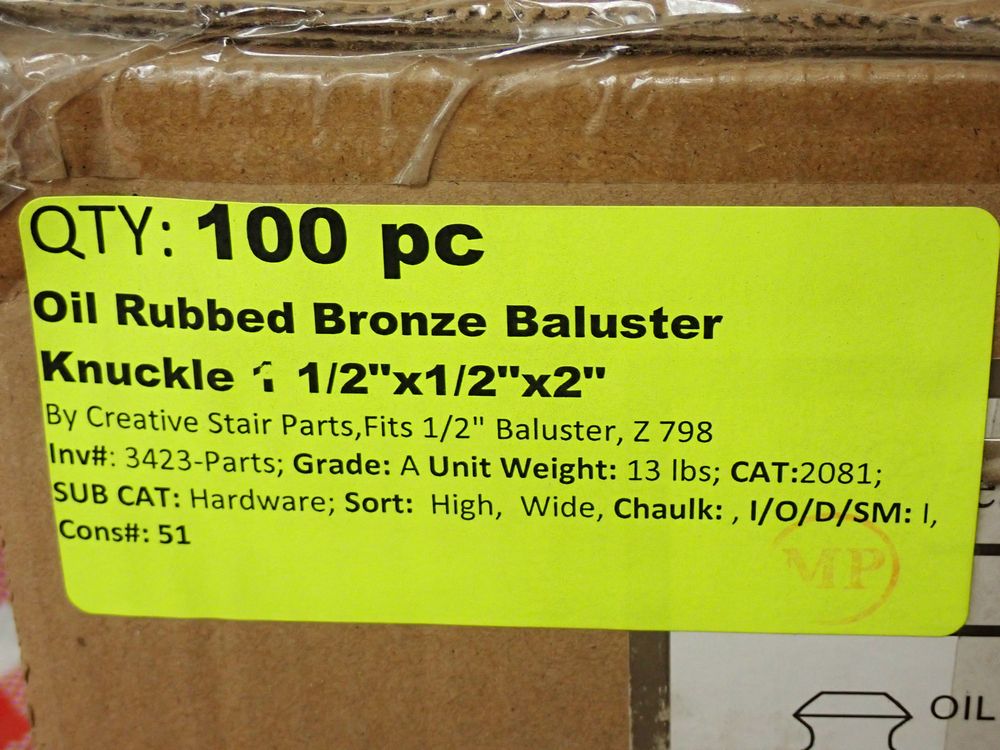 QTY: 100 pc
Oil Rubbed Bronze Baluster
Knuckle 1 1/2"x1/2"x2"
By Creative Stair Parts,Fits 1/2" Baluster, Z 798
Inv#: 3423-Parts; Grade: A Unit Weight: 13 lbs; CAT:2081;
SUB CAT: Hardware; Sort: High, Wide, Chaulk: , I/O/D/SM: I,
Cons#: 51
MP
OIL